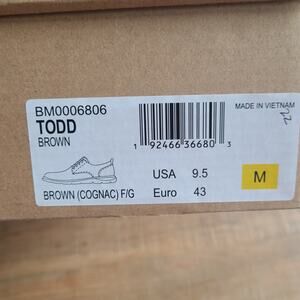 BM0006806
TODD
BROWN
MADE IN VIETNAM
1 92466 36680 3
USA 9.5
Euro 43
M
BROWN (COGNAC) F/G